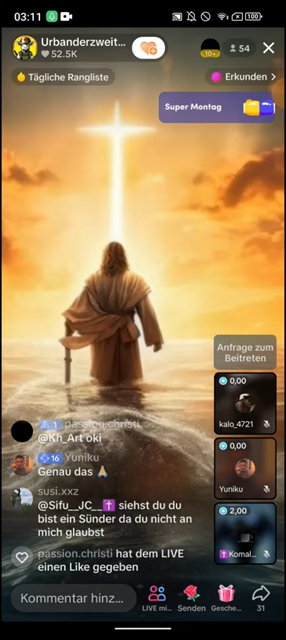 03:11
100
Urbanderzweit...
52.5K
10+
54
Tägliche Rangliste
Erkunden >
Super Montag
Anfrage zum
Beitreten
0,00
kalo_4721
0,00
Yuniku
2,00
Komal...
1 passion.christi
@Kh_Art oki
16 Yuniku
Genau das 🙏
susi.xxz
@Sifu__JC__✝️ siehst du du
bist ein Sünder da du nicht an
mich glaubst
passion.christi hat dem LIVE
einen Like gegeben
Kommentar hinz...
LIVE mi...
Senden
Gesche...
31